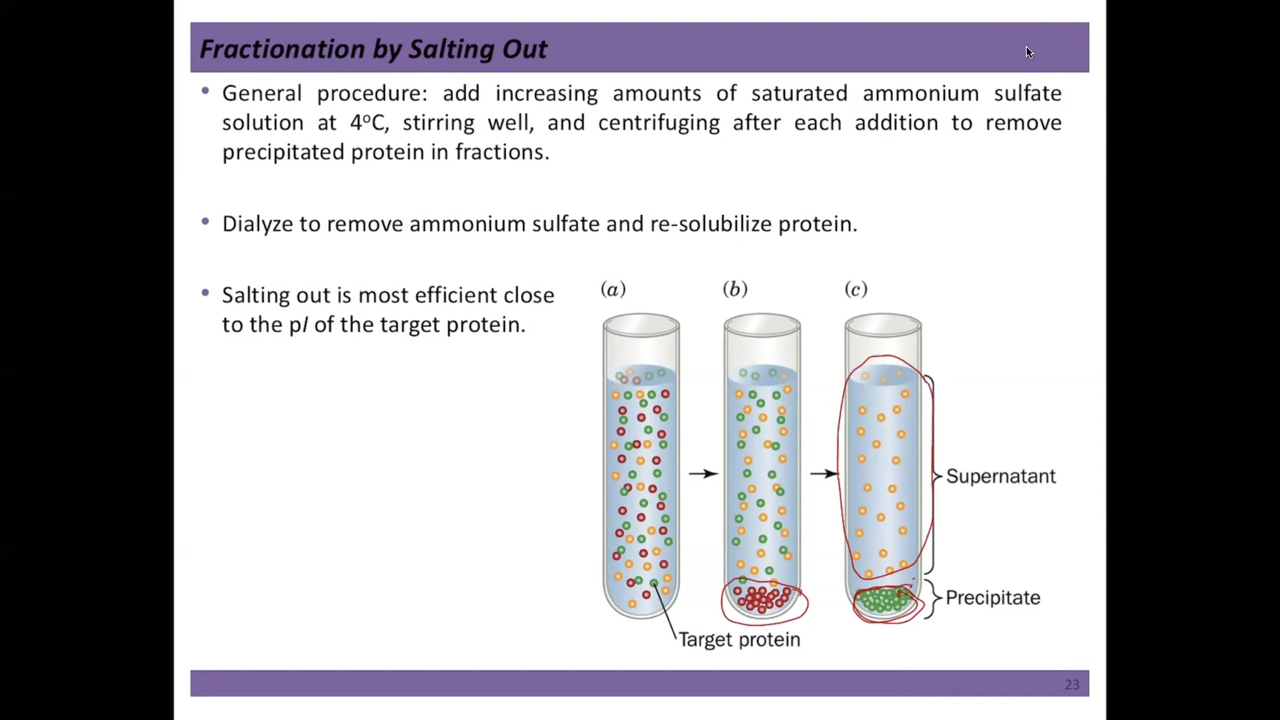 Fractionation by Salting Out
• General procedure: add increasing amounts of saturated ammonium sulfate
solution at 4°C, stirring well, and centrifuging after each addition to remove
precipitated protein in fractions.
• Dialyze to remove ammonium sulfate and re-solubilize protein.
• Salting out is most efficient close
to the pI of the target protein.
(a) (b) (c)
Supernatant
Precipitate
Target protein
23